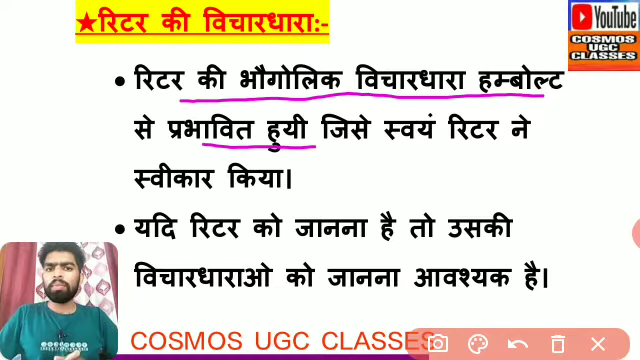 ★रिटर की विचारधारा:-
YouTube
COSMOS
UGC
CLASSES
• रिटर की भौगोलिक विचारधारा हम्बोल्ट
से प्रभावित हुयी जिसे स्वयं रिटर ने
स्वीकार किया।
• यदि रिटर को जानना है तो उसकी
विचारधाराओ को जानना आवश्यक है।
COSMOS UGC CLASSES